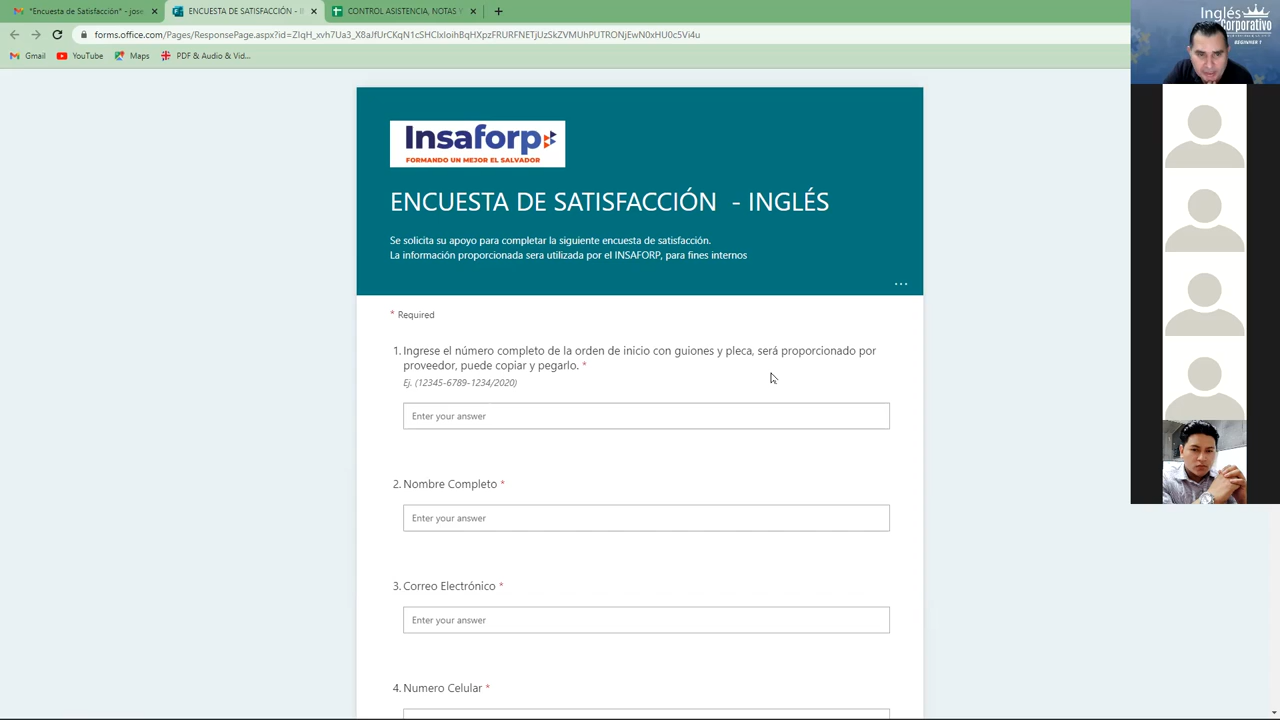 "Encuesta de Satisfacción" - jose
ENCUESTA DE SATISFACCIÓN - I
CONTROL ASISTENCIA, NOTAS Y
forms.office.com/Pages/ResponsePage.aspx?id=
Gmail
YouTube
Maps
PDF & Audio & Vid...
Inglés
Corporativo
BEGINNER 1
Insaforp
FORMANDO UN MEJOR EL SALVADOR
ENCUESTA DE SATISFACCIÓN - INGLÉS
Se solicita su apoyo para completar la siguiente encuesta de satisfacción.
La información proporcionada sera utilizada por el INSAFORP, para fines internos
* Required
1. Ingrese el número completo de la orden de inicio con guiones y pleca, será proporcionado por
proveedor, puede copiar y pegarlo. *
Ej. (12345-6789-1234/2020)
Enter your answer
2. Nombre Completo *
Enter your answer
3. Correo Electrónico *
Enter your answer
4. Numero Celular *